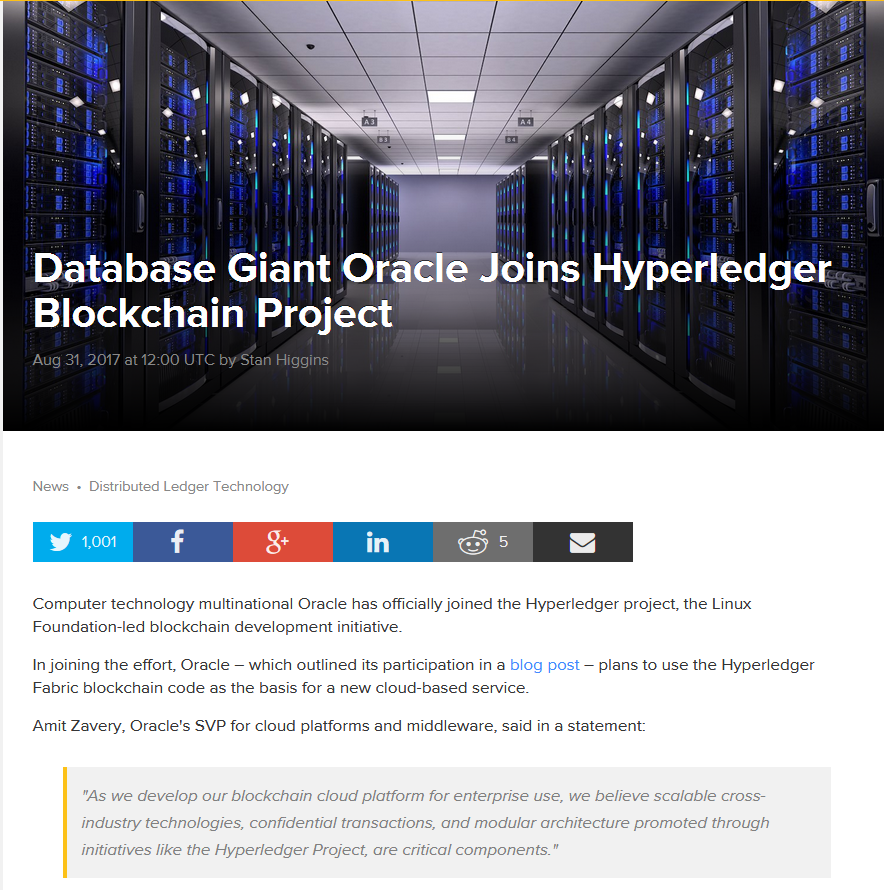 A3
A4
B3
B4
Database Giant Oracle Joins Hyperledger
Blockchain Project
Aug 31, 2017 at 12:00 UTC by Stan Higgins
News • Distributed Ledger Technology
1,001
f
g+
in
5
Computer technology multinational Oracle has officially joined the Hyperledger project, the Linux
Foundation-led blockchain development initiative.
In joining the effort, Oracle – which outlined its participation in a blog post – plans to use the Hyperledger
Fabric blockchain code as the basis for a new cloud-based service.
Amit Zavery, Oracle's SVP for cloud platforms and middleware, said in a statement:
"As we develop our blockchain cloud platform for enterprise use, we believe scalable cross-
industry technologies, confidential transactions, and modular architecture promoted through
initiatives like the Hyperledger Project, are critical components."